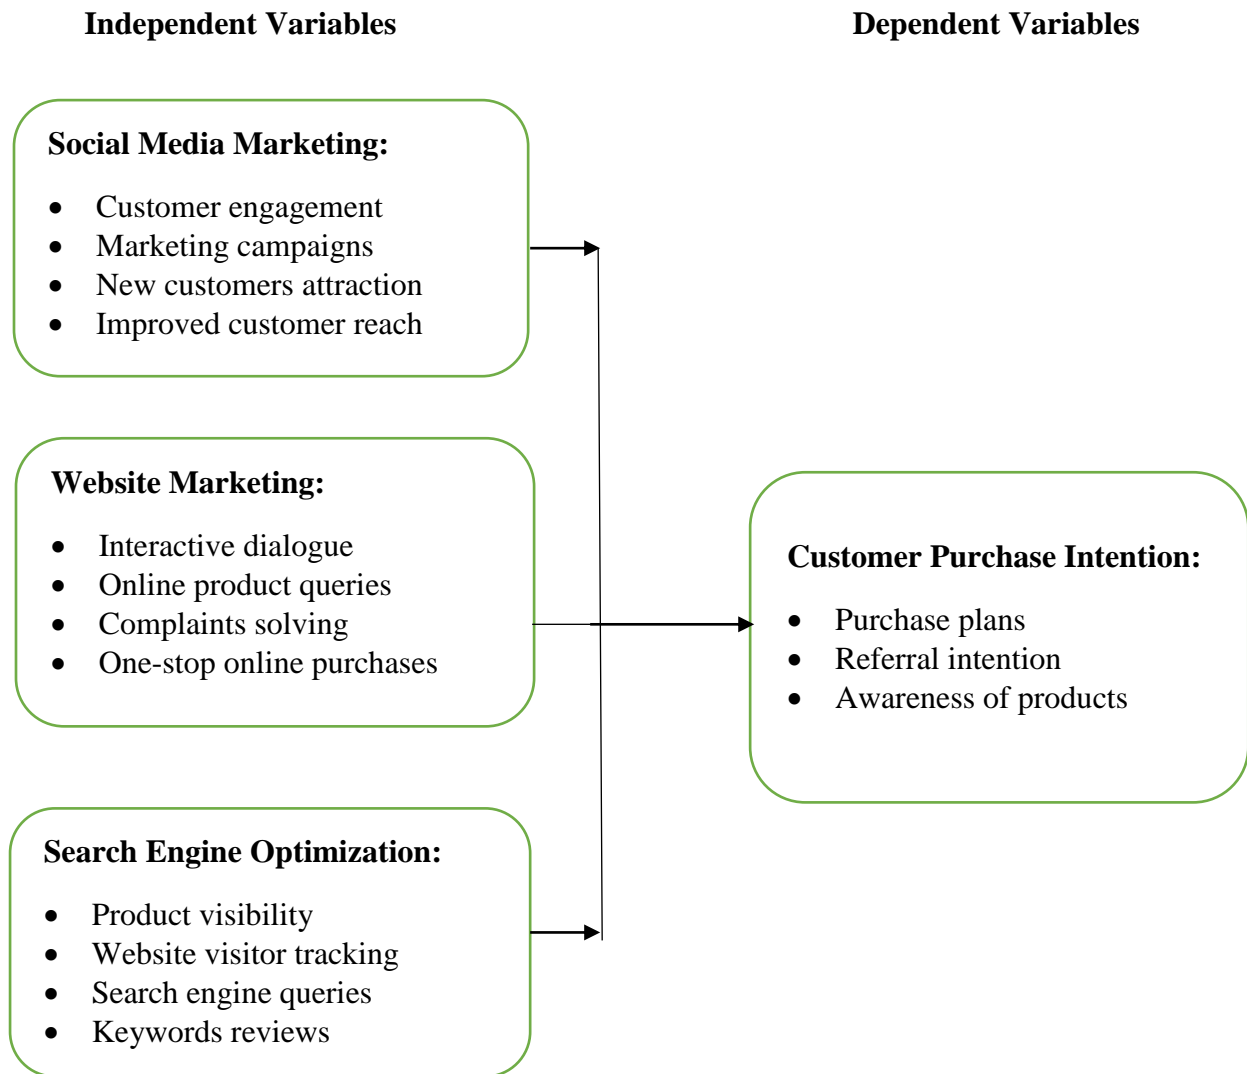 Independent Variables
Dependent Variables
Social Media Marketing:
• Customer engagement
• Marketing campaigns
• New customers attraction
• Improved customer reach
Website Marketing:
• Interactive dialogue
• Online product queries
• Complaints solving
• One-stop online purchases
Customer Purchase Intention:
• Purchase plans
• Referral intention
• Awareness of products
Search Engine Optimization:
• Product visibility
• Website visitor tracking
• Search engine queries
• Keywords reviews